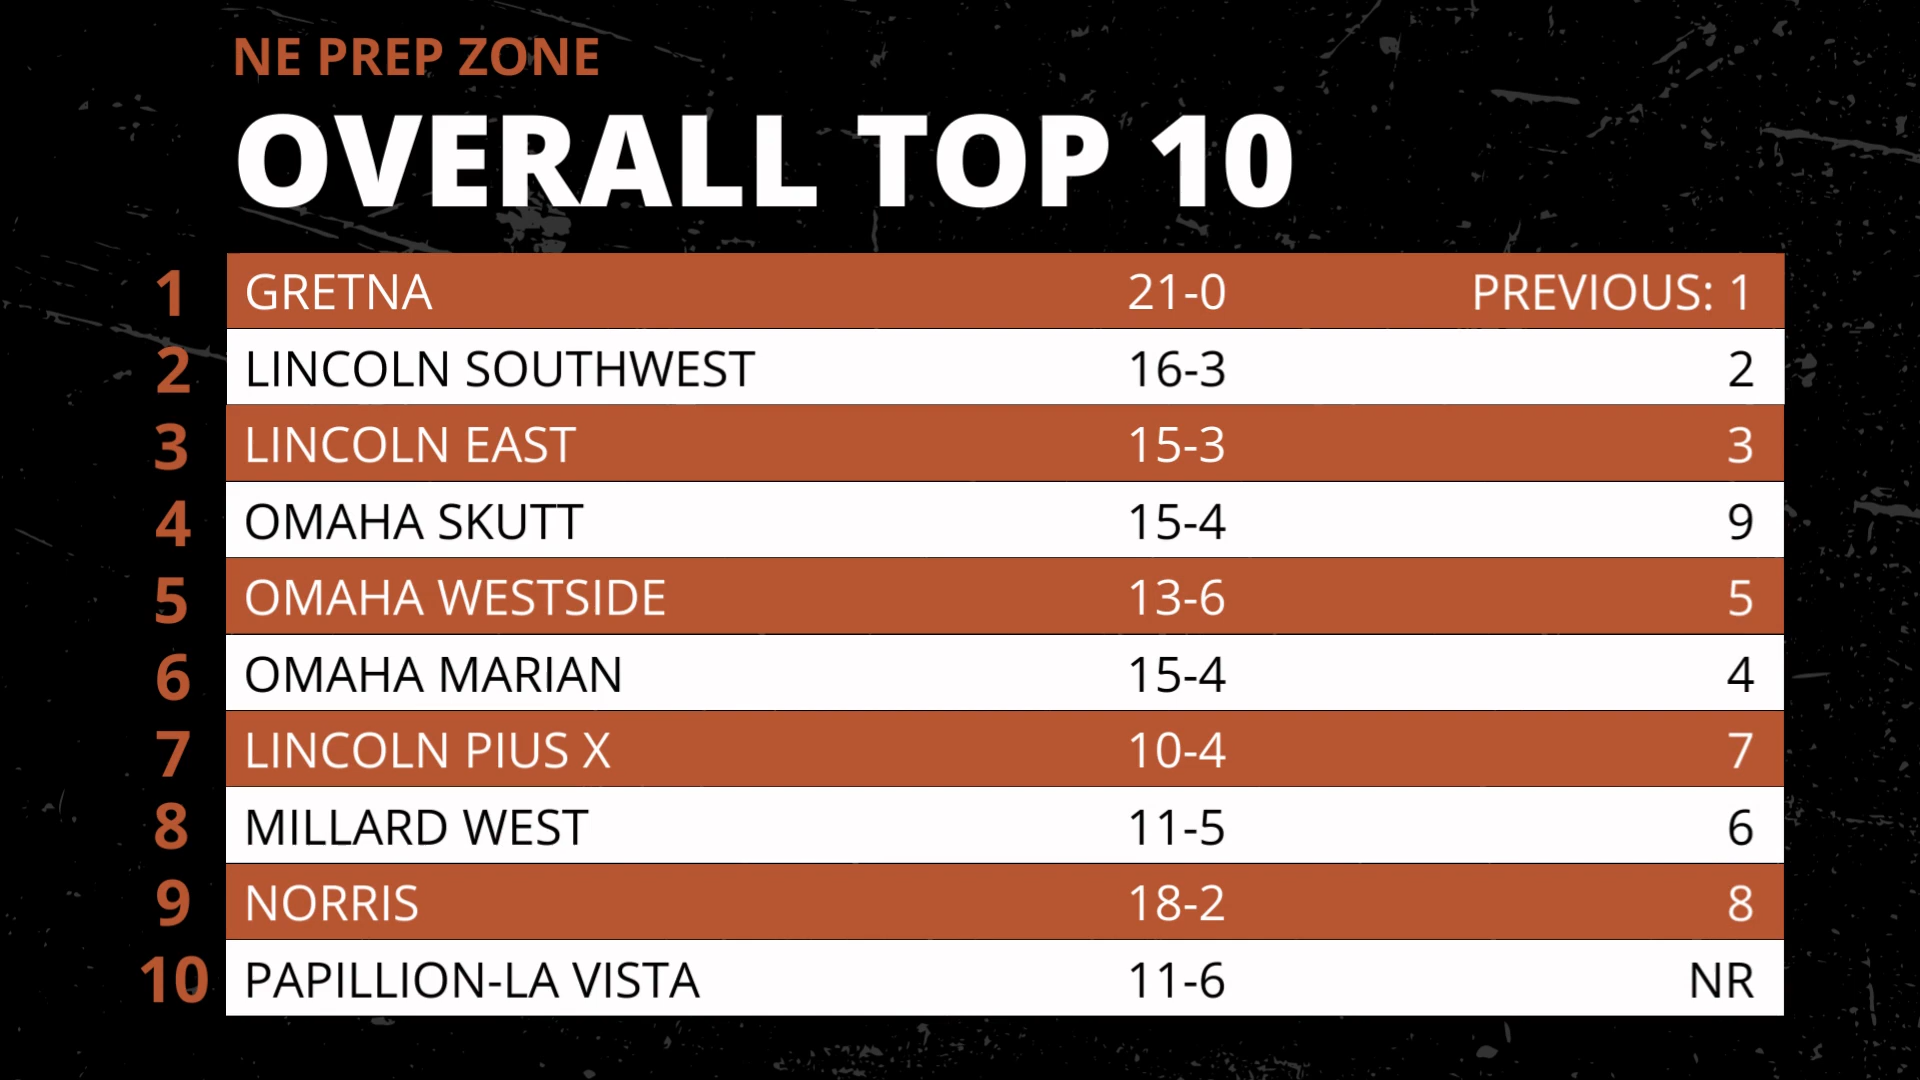 NE PREP ZONE
OVERALL TOP 10
1 GRETNA 21-0 PREVIOUS: 1
2 LINCOLN SOUTHWEST 16-3 2
3 LINCOLN EAST 15-3 3
4 OMAHA SKUTT 15-4 9
5 OMAHA WESTSIDE 13-6 5
6 OMAHA MARIAN 15-4 4
7 LINCOLN PIUS X 10-4 7
8 MILLARD WEST 11-5 6
9 NORRIS 18-2 8
10 PAPILLION-LA VISTA 11-6 NR